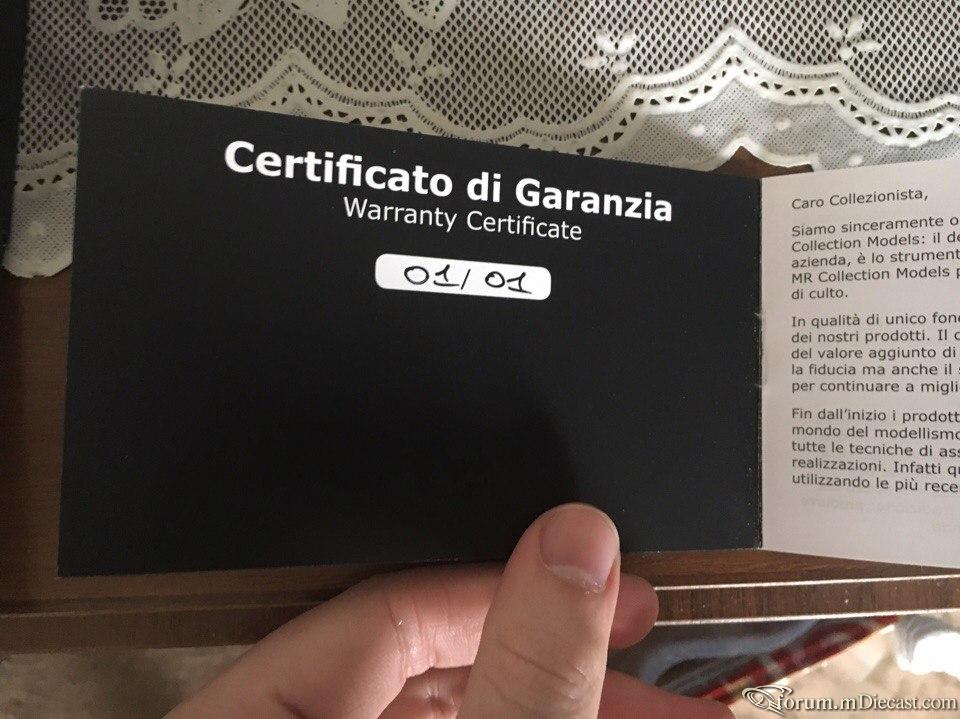 Certificato di Garanzia
Warranty Certificate
01/01
Caro Collezionista,
Siamo sinceramente
Collection Models: il
azienda, è lo strument
MR Collection Models
di culto.
In qualità di unico
dei nostri prodotti. Il
del valore aggiunto di
la fiducia ma anche il
per continuare a migli
Fin dall'inizio i prodott
mondo del modellismo
tutte le tecniche di
realizzazioni. Infatti
utilizzando le più rece
forum.mDiecast.com